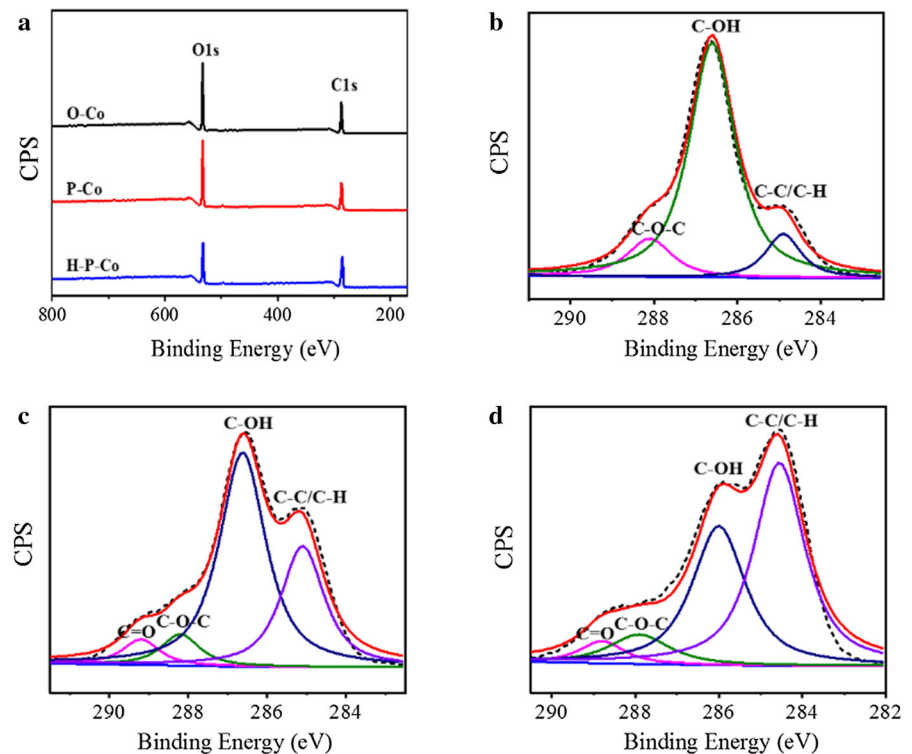 a
O1s
C1s
O-Co
P-Co
H-P-Co
CPS
800 600 400 200
Binding Energy (eV)
b
C-OH
C-C/C-H
C-O-C
CPS
290 288 286 284
Binding Energy (eV)
c
C-OH
C-C/C-H
C=O
C-O-C
CPS
290 288 286 284
Binding Energy (eV)
d
C-C/C-H
C-OH
C=O
C-O-C
CPS
290 288 286 284 282
Binding Energy (eV)